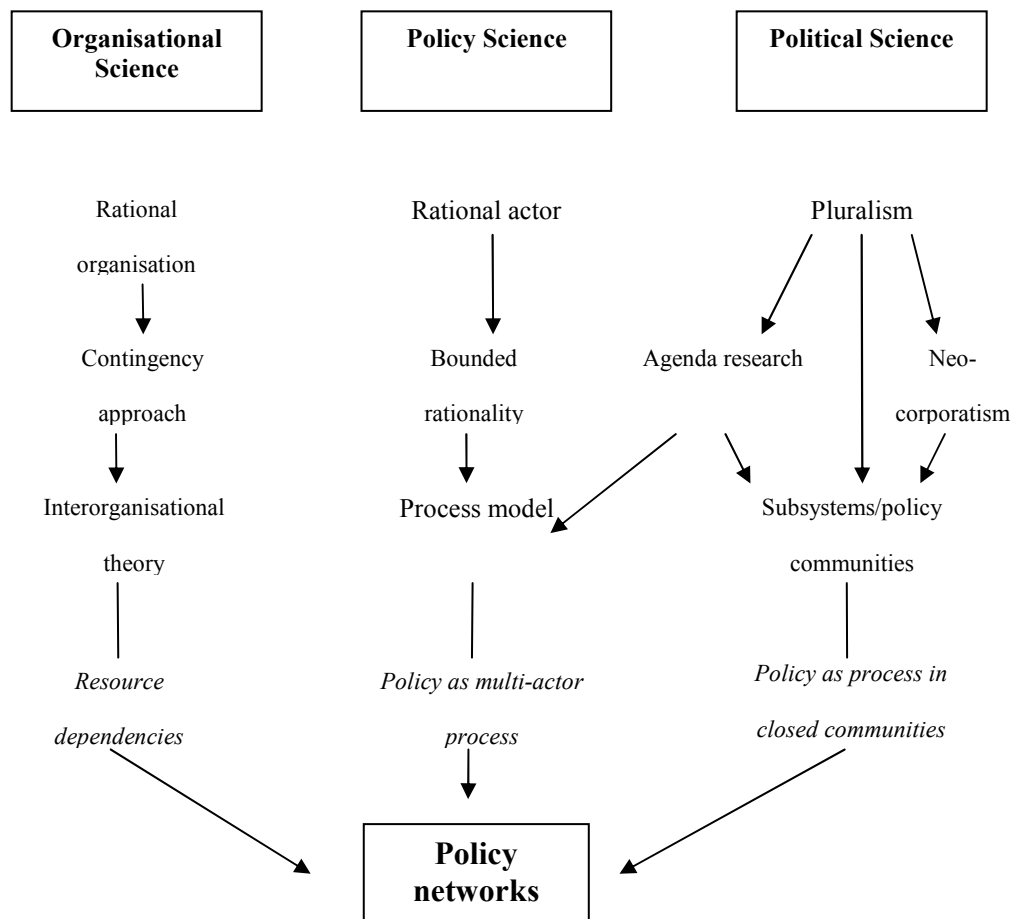 Organisational
Science
Policy Science
Political Science
Rational
organisation
Rational actor
Pluralism
Contingency
approach
Bounded
rationality
Agenda research
Neo-
corporatism
Interorganisational
theory
Process model
Subsystems/policy
communities
Resource
dependencies
Policy as multi-actor
process
Policy as process in
closed communities
Policy
networks